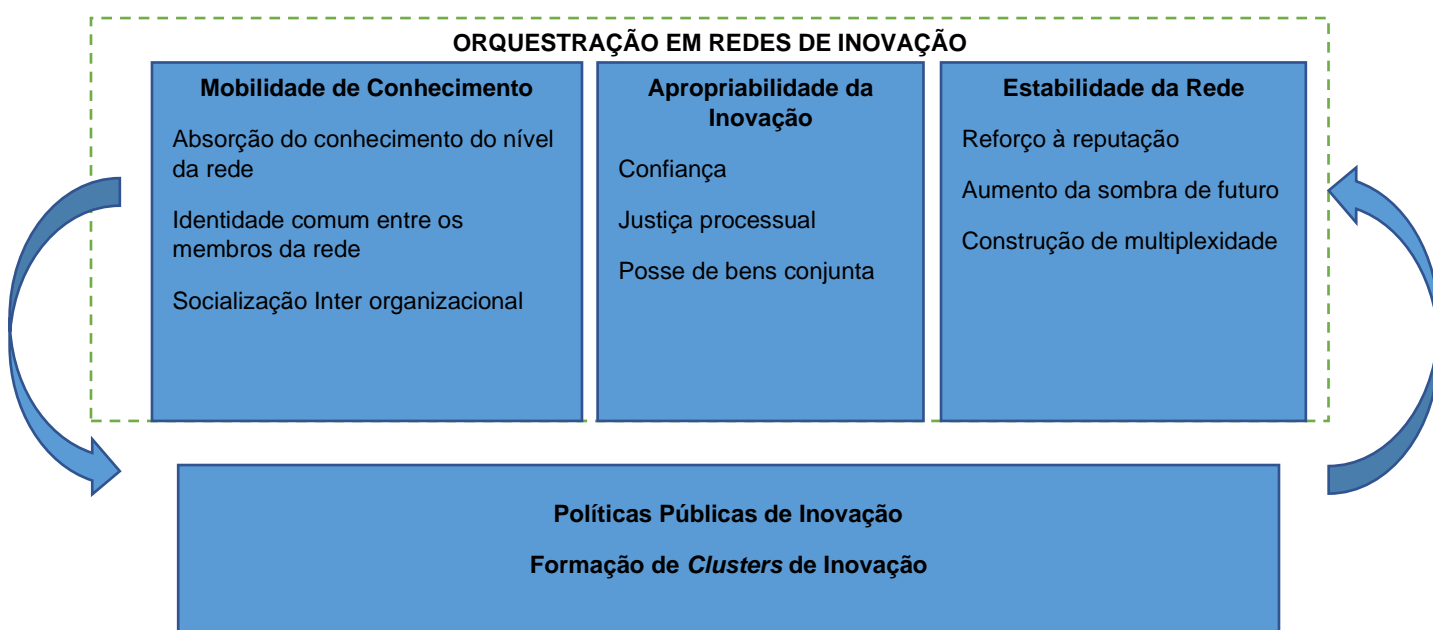 ORQUESTRAÇÃO EM REDES DE INOVAÇÃO
Mobilidade de Conhecimento
Absorção do conhecimento do nível
da rede
Identidade comum entre os
membros da rede
Socialização Inter organizacional
Apropriabilidade da
Inovação
Confiança
Justiça processual
Posse de bens conjunta
Estabilidade da Rede
Reforço à reputação
Aumento da sombra de futuro
Construção de multiplexidade
Políticas Públicas de Inovação
Formação de Clusters de Inovação